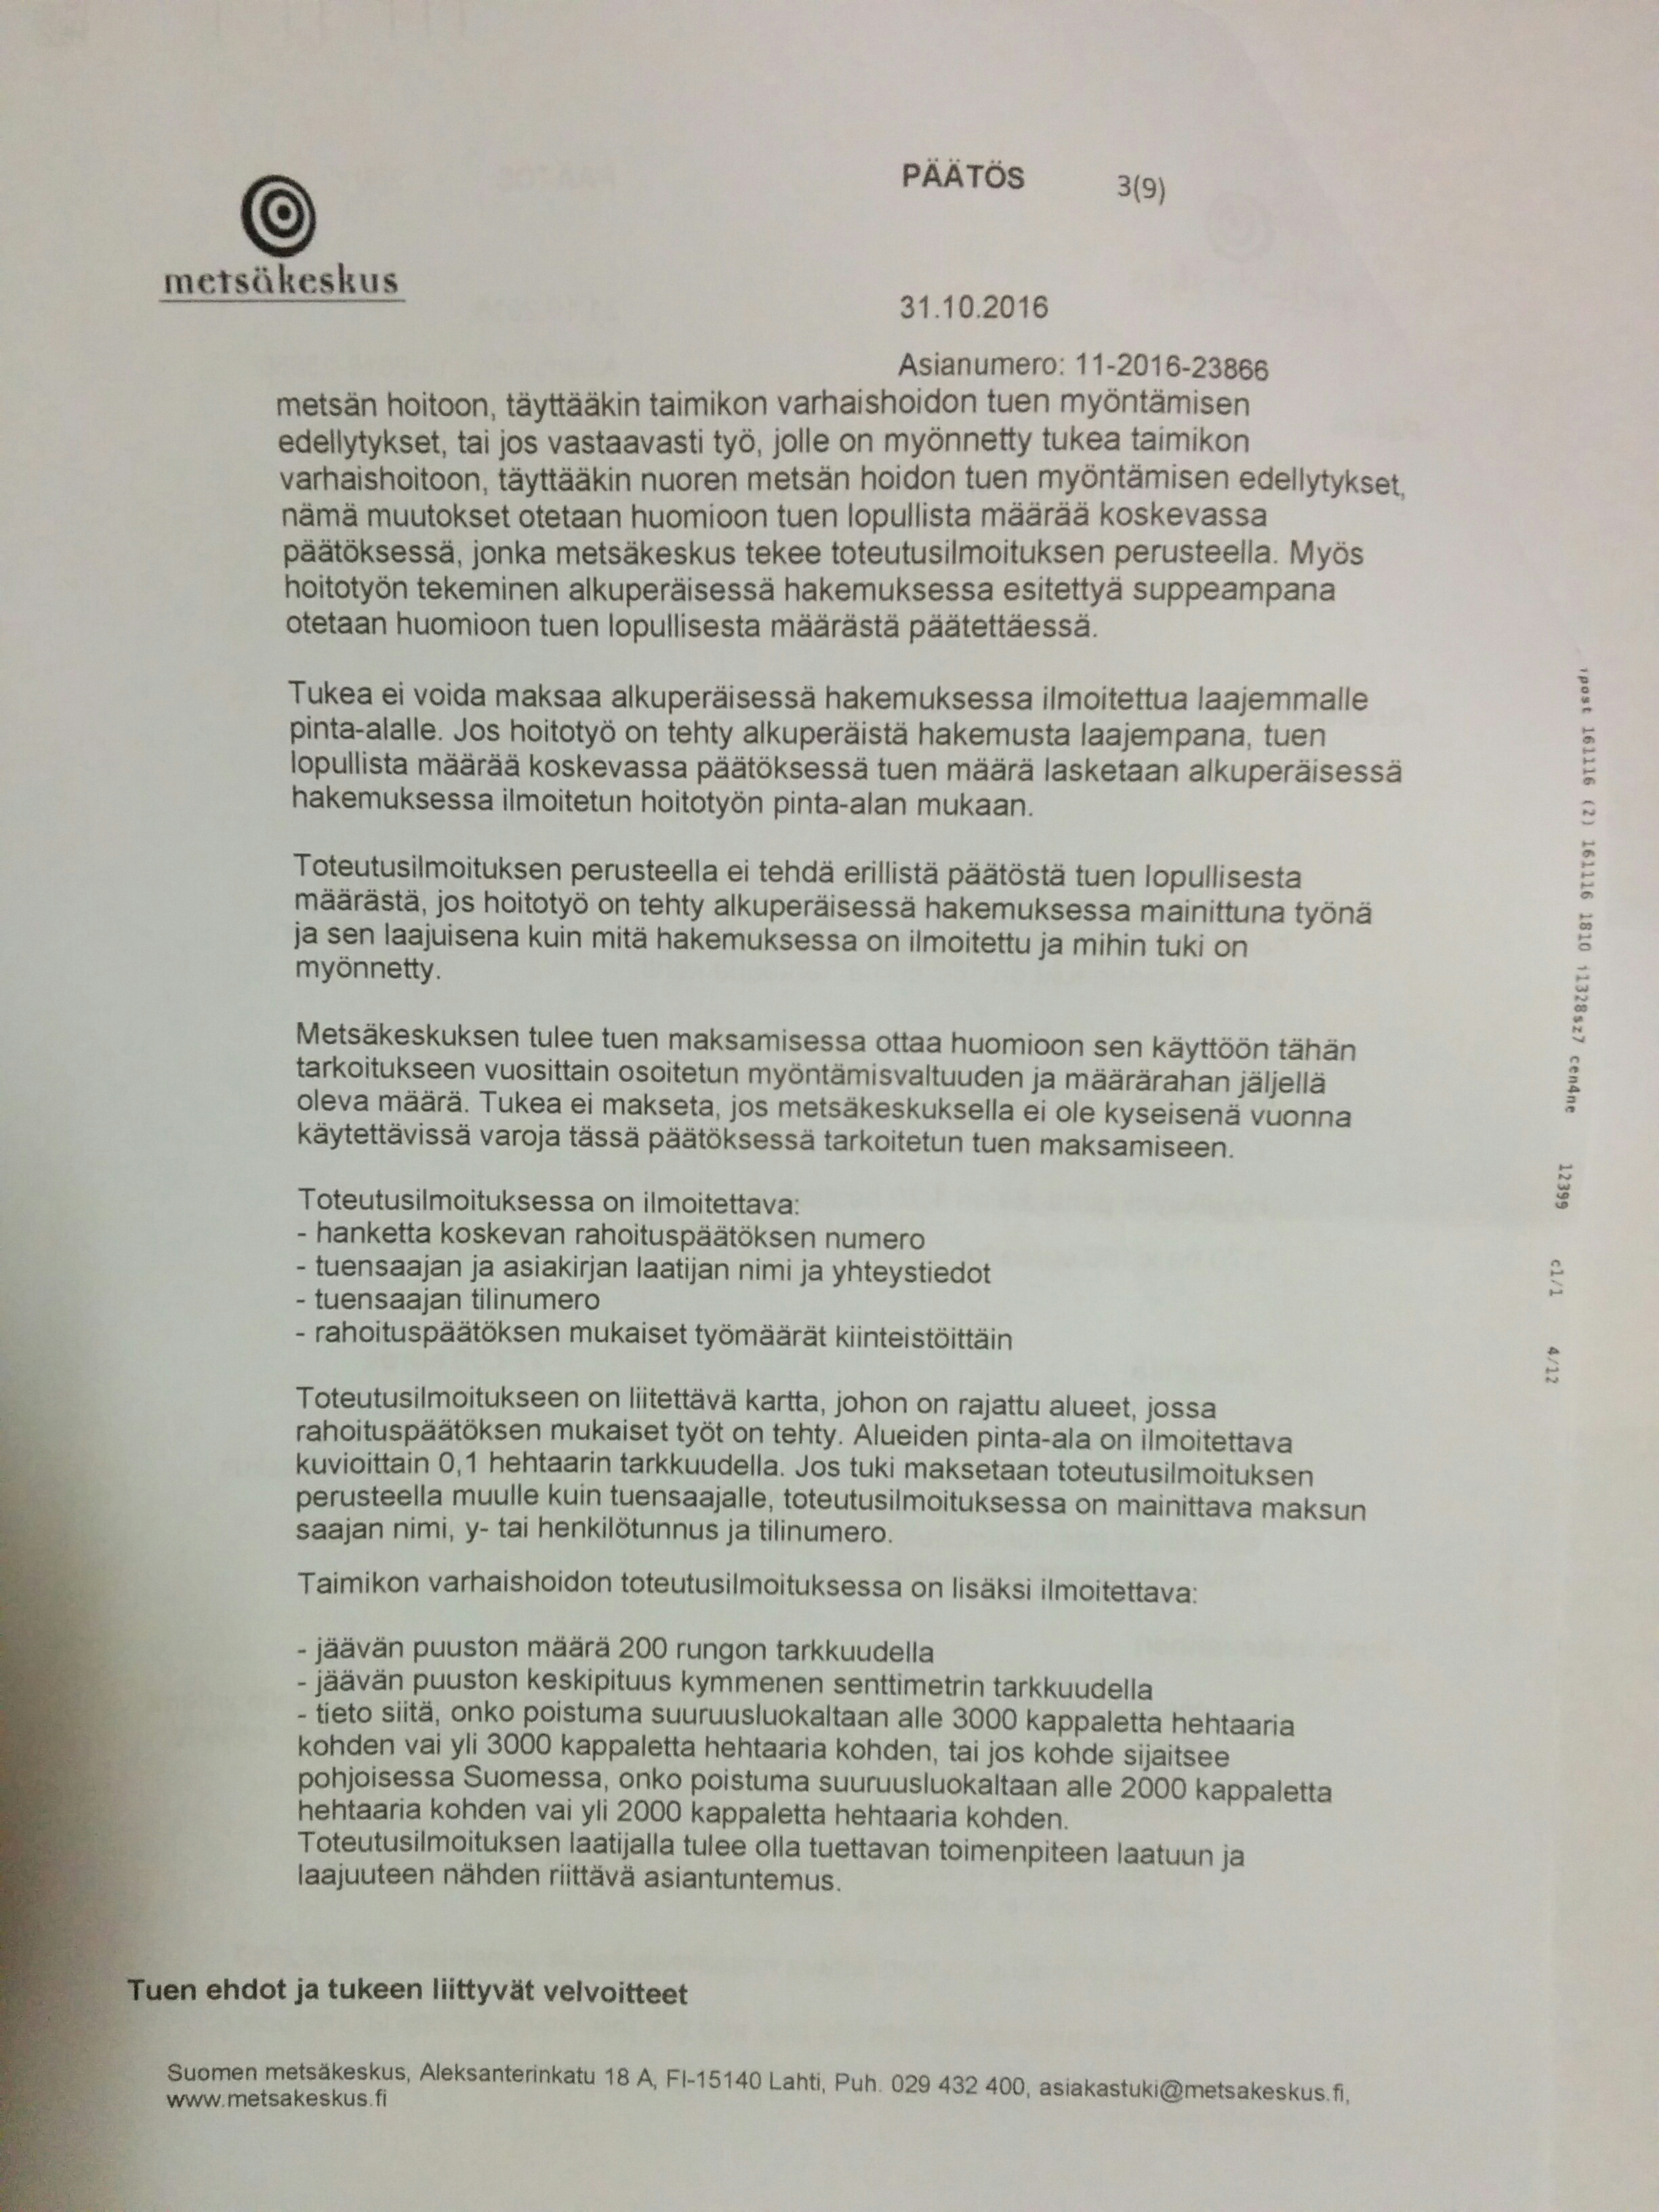 PÄÄTÖS 3(9)
metsäkeskus
31.10.2016
Asianumero: 11-2016-23866
metsän hoitoon, täyttääkin taimikon varhaishoidon tuen myöntämisen
edellytykset, tai jos vastaavasti työ, jolle on myönnetty tukea taimikon
varhaishoitoon, täyttääkin nuoren metsän hoidon tuen myöntämisen edellytykset,
nämä muutokset otetaan huomioon tuen lopullista määrää koskevassa
päätöksessä, jonka metsäkeskus tekee toteutusilmoituksen perusteella. Myös
hoitotyön tekeminen alkuperäisessä hakemuksessa esitettyä suppeampana
otetaan huomioon tuen lopullisesta määrästä päätettäessä.
Tukea ei voida maksaa alkuperäisessä hakemuksessa ilmoitettua laajemmalle
pinta-alalle. Jos hoitotyö on tehty alkuperäistä hakemusta laajempana, tuen
lopullista määrää koskevassa päätöksessä tuen määrä lasketaan alkuperäisessä
hakemuksessa ilmoitetun hoitotyön pinta-alan mukaan.
Toteutusilmoituksen perusteella ei tehdä erillistä päätöstä tuen lopullisesta
määrästä, jos hoitotyö on tehty alkuperäisessä hakemuksessa mainittuna työnä
ja sen laajuisena kuin mitä hakemuksessa on ilmoitettu ja mihin tuki on
myönnetty.
Metsäkeskuksen tulee tuen maksamisessa ottaa huomioon sen käyttöön tähän
tarkoitukseen vuosittain osoitetun myöntämisvaltuuden ja määrärahan jäljellä
oleva määrä. Tukea ei makseta, jos metsäkeskuksella ei ole kyseisenä vuonna
käytettävissä varoja tässä päätöksessä tarkoitetun tuen maksamiseen.
Toteutusilmoituksessa on ilmoitettava:
- hanketta koskevan rahoituspäätöksen numero
- tuensaajan ja asiakirjan laatijan nimi ja yhteystiedot
- tuensaajan tilinumero
- rahoituspäätöksen mukaiset työmäärät kiinteistöittäin
Toteutusilmoitukseen on liitettävä kartta, johon on rajattu alueet, jossa
rahoituspäätöksen mukaiset työt on tehty. Alueiden pinta-ala on ilmoitettava
kuvioittain 0,1 hehtaarin tarkkuudella. Jos tuki maksetaan toteutusilmoituksen
perusteella muulle kuin tuensaajalle, toteutusilmoituksessa on mainittava maksun
saajan nimi, y- tai henkilötunnus ja tilinumero.
Taimikon varhaishoidon toteutusilmoituksessa on lisäksi ilmoitettava:
- jäävän puuston määrä 200 rungon tarkkuudella
- jäävän puuston keskipituus kymmenen senttimetrin tarkkuudella
- tieto siitä, onko poistuma suuruusluokaltaan alle 3000 kappaletta hehtaaria
kohden vai yli 3000 kappaletta hehtaaria kohden, tai jos kohde sijaitsee
pohjoisessa Suomessa, onko poistuma suuruusluokaltaan alle 2000 kappaletta
hehtaaria kohden vai yli 2000 kappaletta hehtaaria kohden.
Toteutusilmoituksen laatijalla tulee olla tuettavan toimenpiteen laatuun ja
laajuuteen nähden riittävä asiantuntemus.
Tuen ehdot ja tukeen liittyvät velvoitteet
Suomen metsäkeskus, Aleksanterinkatu 18 A, FI-15140 Lahti, Puh. 029 432 400, asiakastuki@metsakeskus.fi,
www.metsakeskus.fi
161116 (2) 161116 1810 i1328sz7 cen4ne 12399 c1/1 4/12